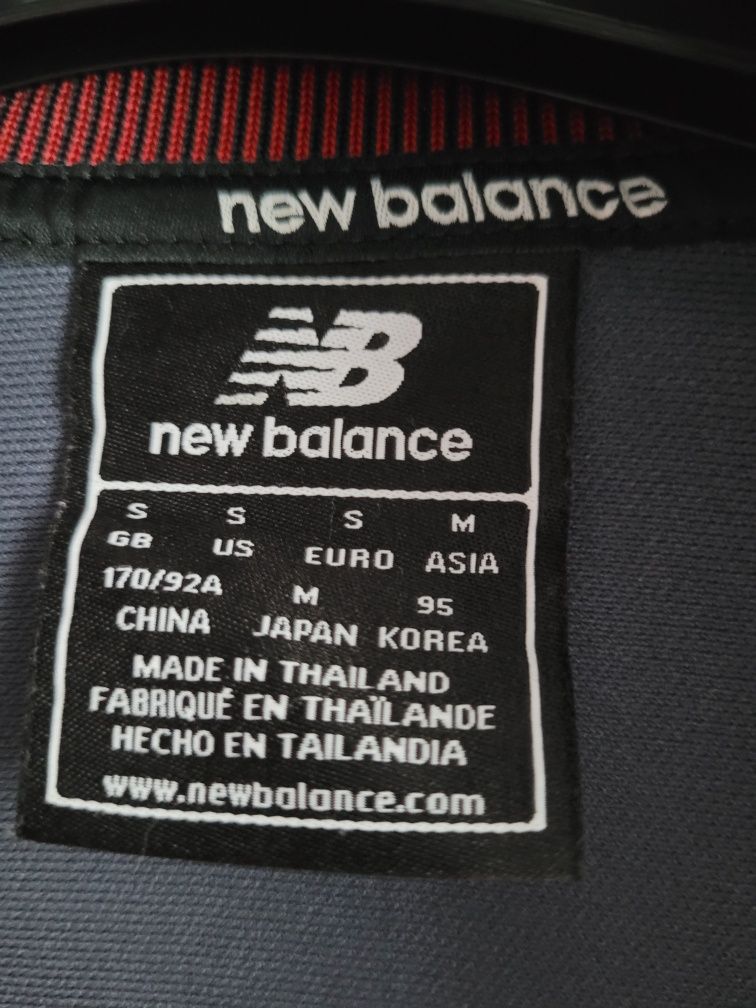 new balance
NB
new balance
S S S M
GB US EURO ASIA
170/92A M 95
CHINA JAPAN KOREA
MADE IN THAILAND
FABRIQUÉ EN THAÏLANDE
HECHO EN TAILANDIA
www.newbalance.com